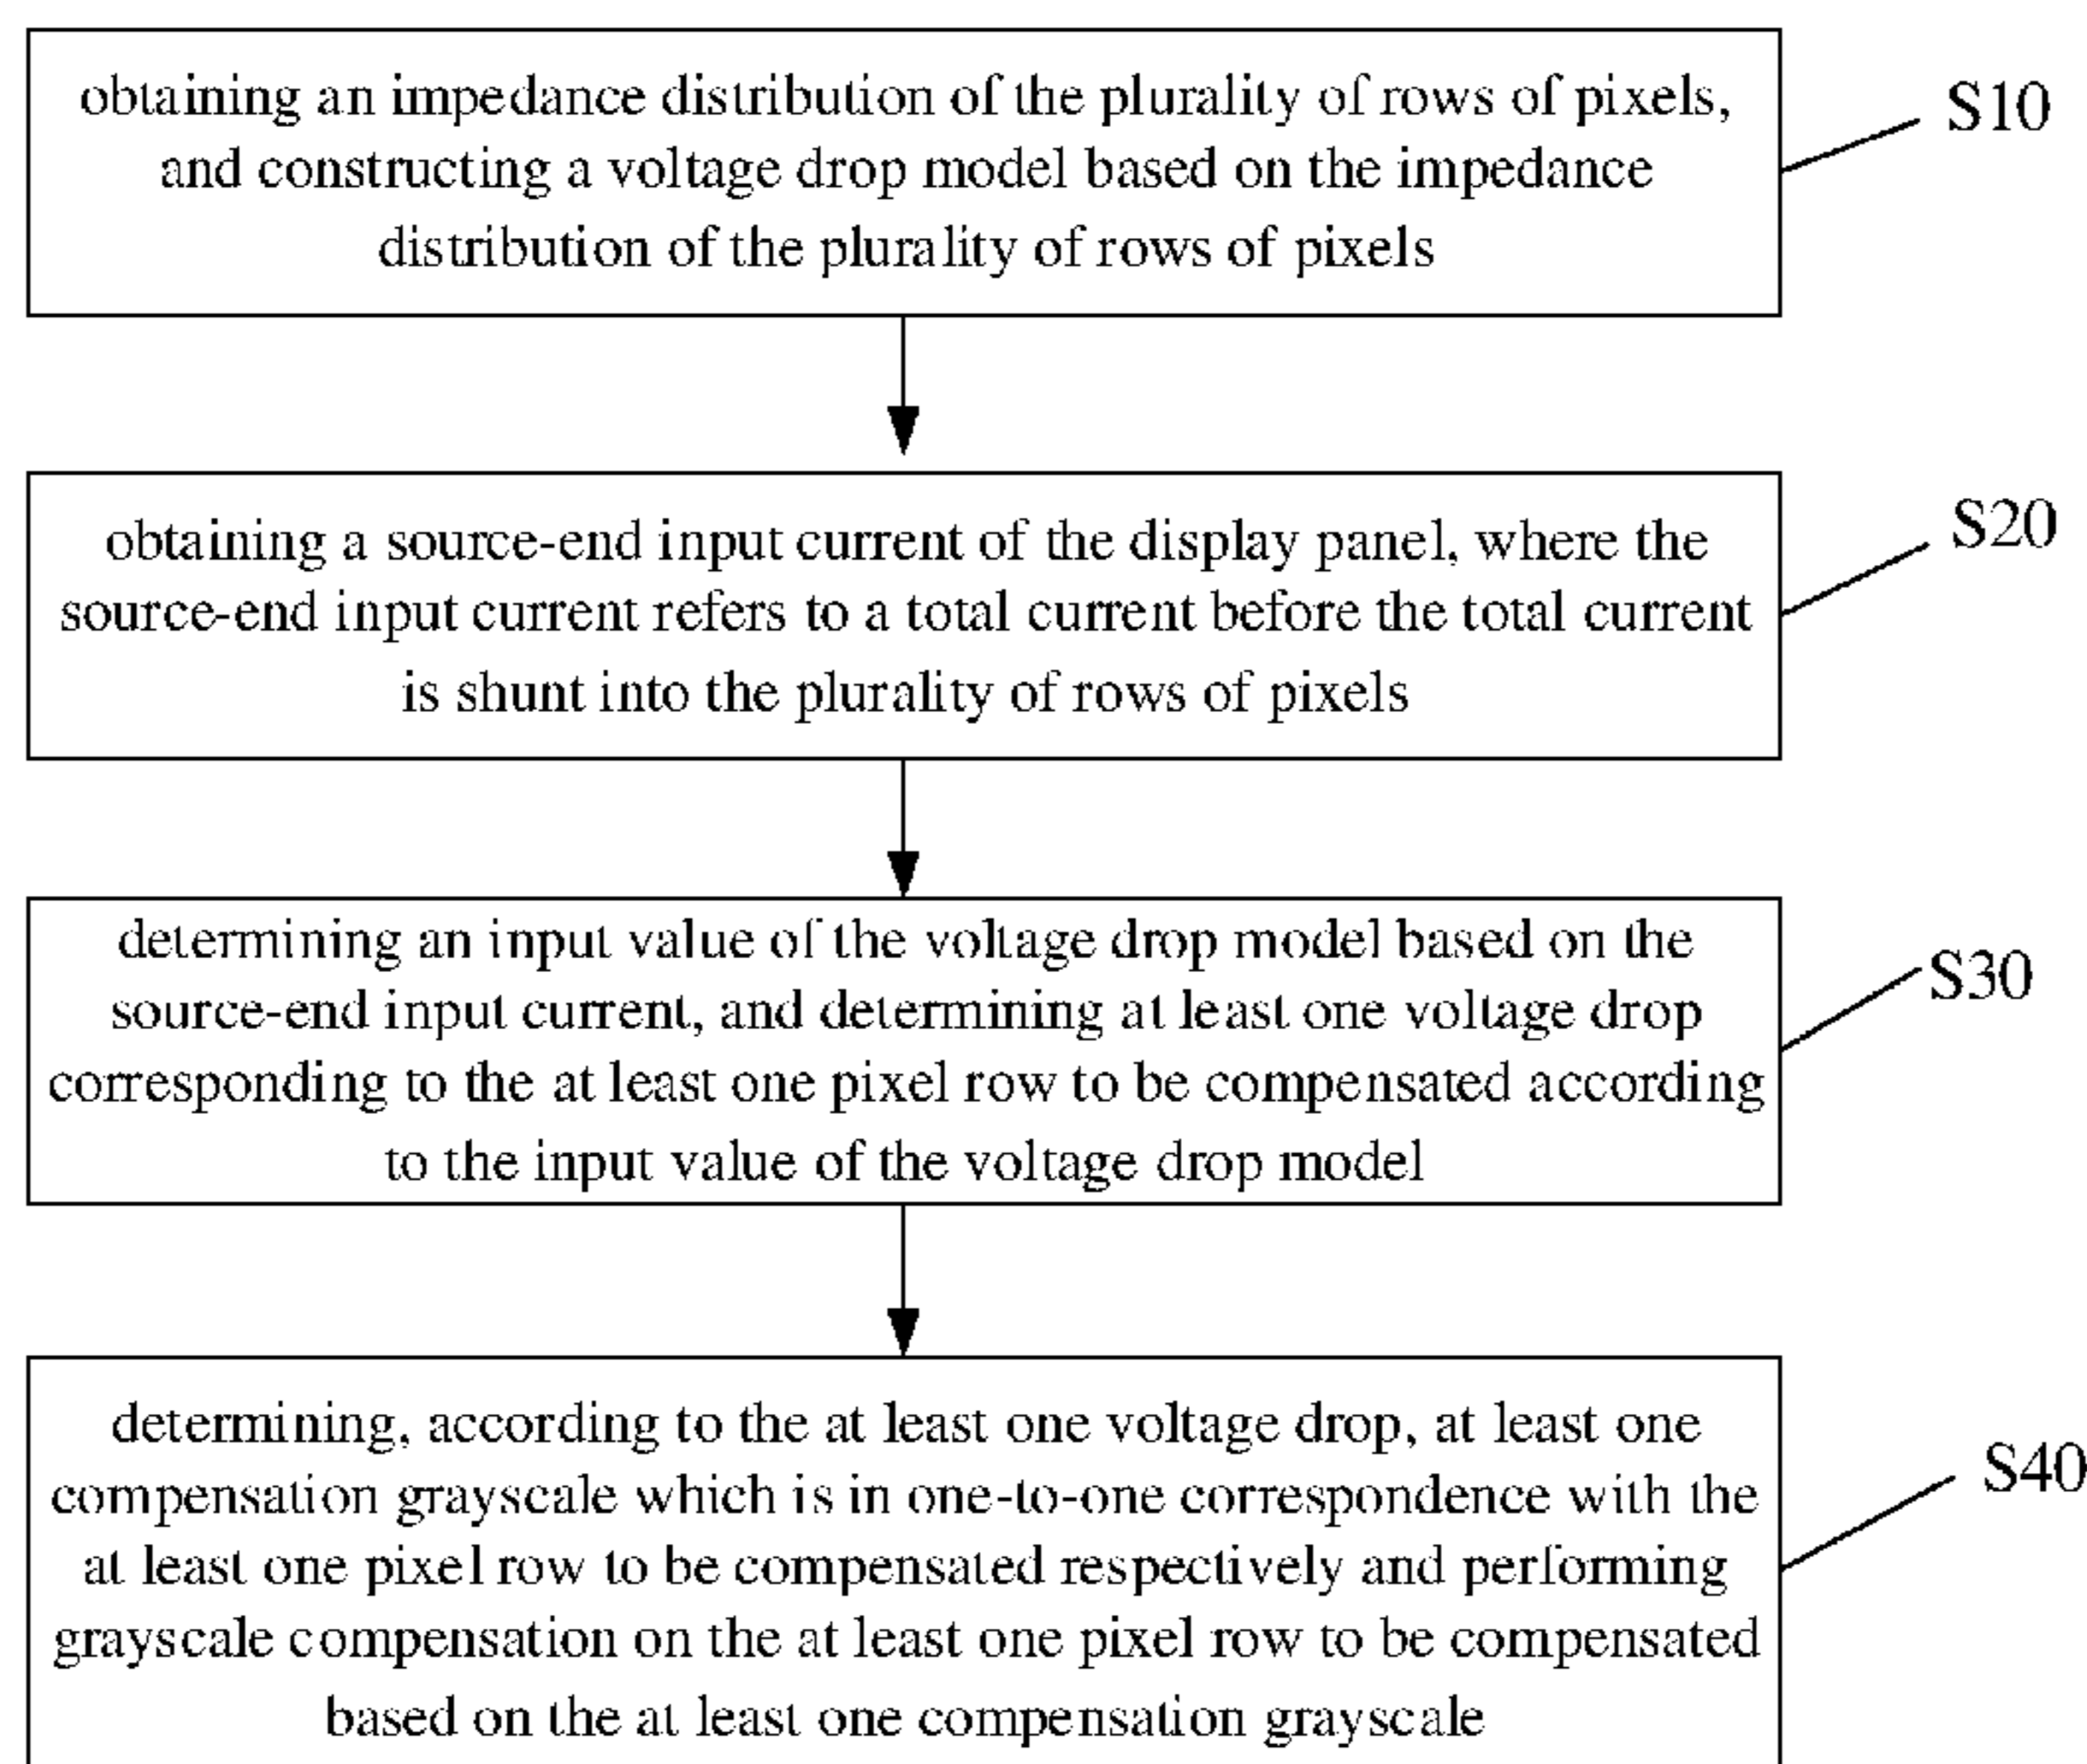 obtaining an impedance distribution of the plurality of rows of pixels,
and constructing a voltage drop model based on the impedance
distribution of the plurality of rows of pixels
S10
obtaining a source-end input current of the display panel, where the
source-end input current refers to a total current before the total current
is shunt into the plurality of rows of pixels
S20
determining an input value of the voltage drop model based on the
source-end input current, and determining at least one voltage drop
corresponding to the at least one pixel row to be compensated according
to the input value of the voltage drop model
S30
determining, according to the at least one voltage drop, at least one
compensation grayscale which is in one-to-one correspondence with the
at least one pixel row to be compensated respectively and performing
grayscale compensation on the at least one pixel row to be compensated
based on the at least one compensation grayscale
S40